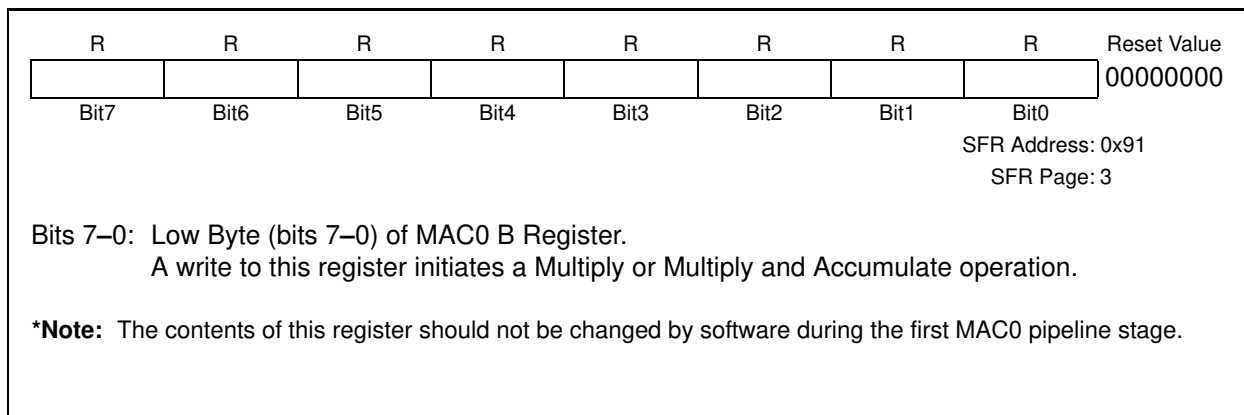 R R R R R R R R Reset Value
00000000
Bit7 Bit6 Bit5 Bit4 Bit3 Bit2 Bit1 Bit0
SFR Address: 0x91
SFR Page: 3
Bits 7–0: Low Byte (bits 7–0) of MAC0 B Register.
A write to this register initiates a Multiply or Multiply and Accumulate operation.
*Note: The contents of this register should not be changed by software during the first MAC0 pipeline stage.